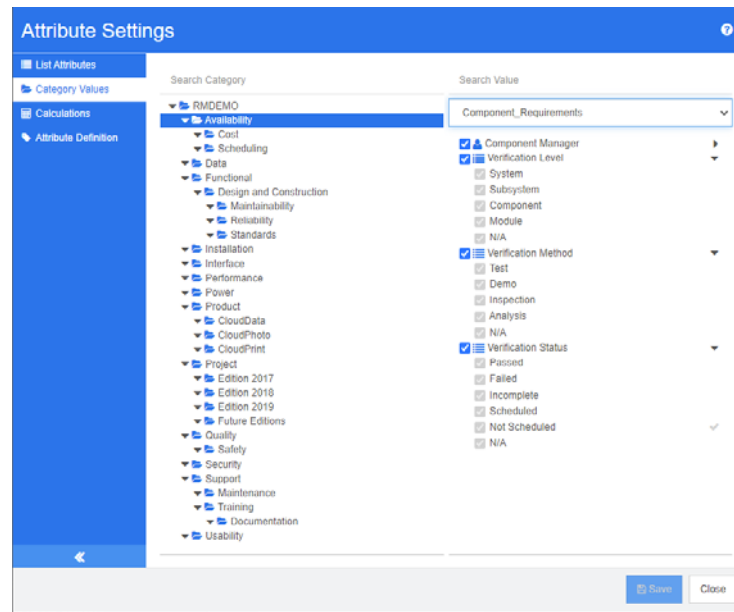 Attribute Settings
List Attributes
Category Values
Calculations
Attribute Definition
Search Category
RMDEMO
Availability
Cost
Scheduling
Data
Functional
Design and Construction
Maintainability
Reliability
Standards
Installation
Interface
Performance
Power
Product
CloudData
CloudPhoto
CloudPrint
Project
Edition 2017
Edition 2018
Edition 2019
Future Editions
Quality
Safety
Security
Support
Maintenance
Training
Documentation
Usability
Search Value
Component_Requirements
Component Manager
Verification Level
System
Subsystem
Component
Module
N/A
Verification Method
Test
Demo
Inspection
Analysis
N/A
Verification Status
Passed
Failed
Incomplete
Scheduled
Not Scheduled
N/A
Save
Close